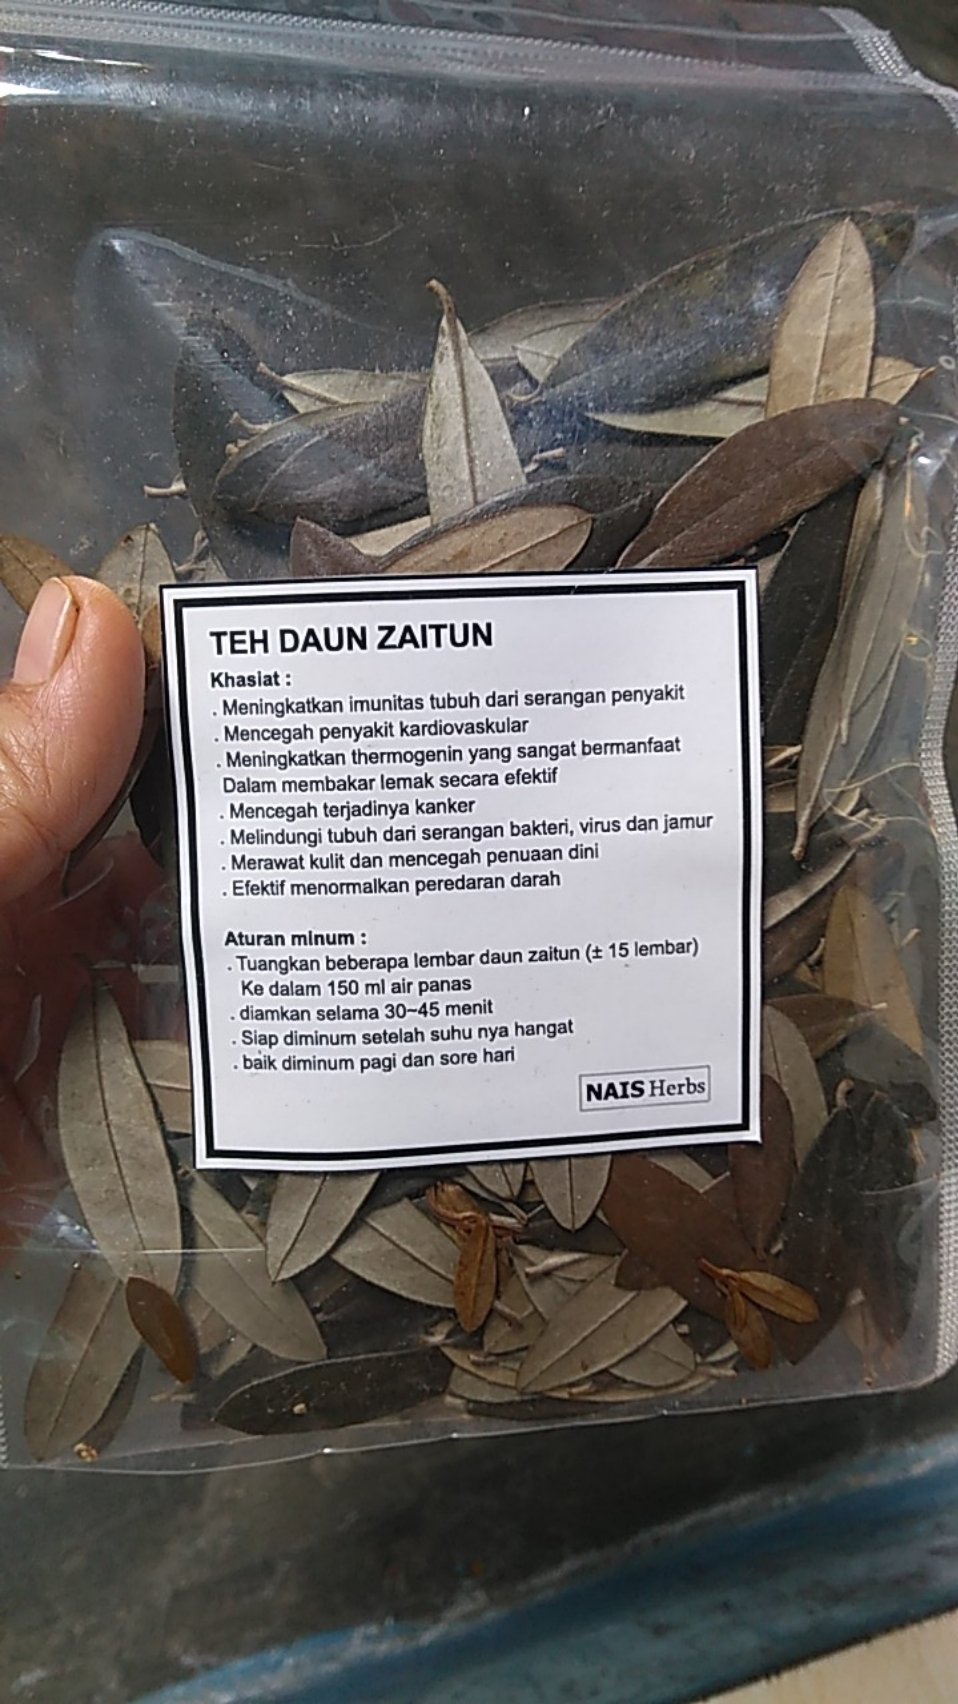 TEH DAUN ZAITUN
Khasiat :
. Meningkatkan imunitas tubuh dari serangan penyakit
. Mencegah penyakit kardiovaskular
. Meningkatkan thermogenin yang sangat bermanfaat
Dalam membakar lemak secara efektif
. Mencegah terjadinya kanker
. Melindungi tubuh dari serangan bakteri, virus dan jamur
. Merawat kulit dan mencegah penuaan dini
. Efektif menormalkan peredaran darah
Aturan minum :
. Tuangkan beberapa lembar daun zaitun (± 15 lembar)
Ke dalam 150 ml air panas
. diamkan selama 30~45 menit
. Siap diminum setelah suhu nya hangat
. baik diminum pagi dan sore hari
NAIS Herbs